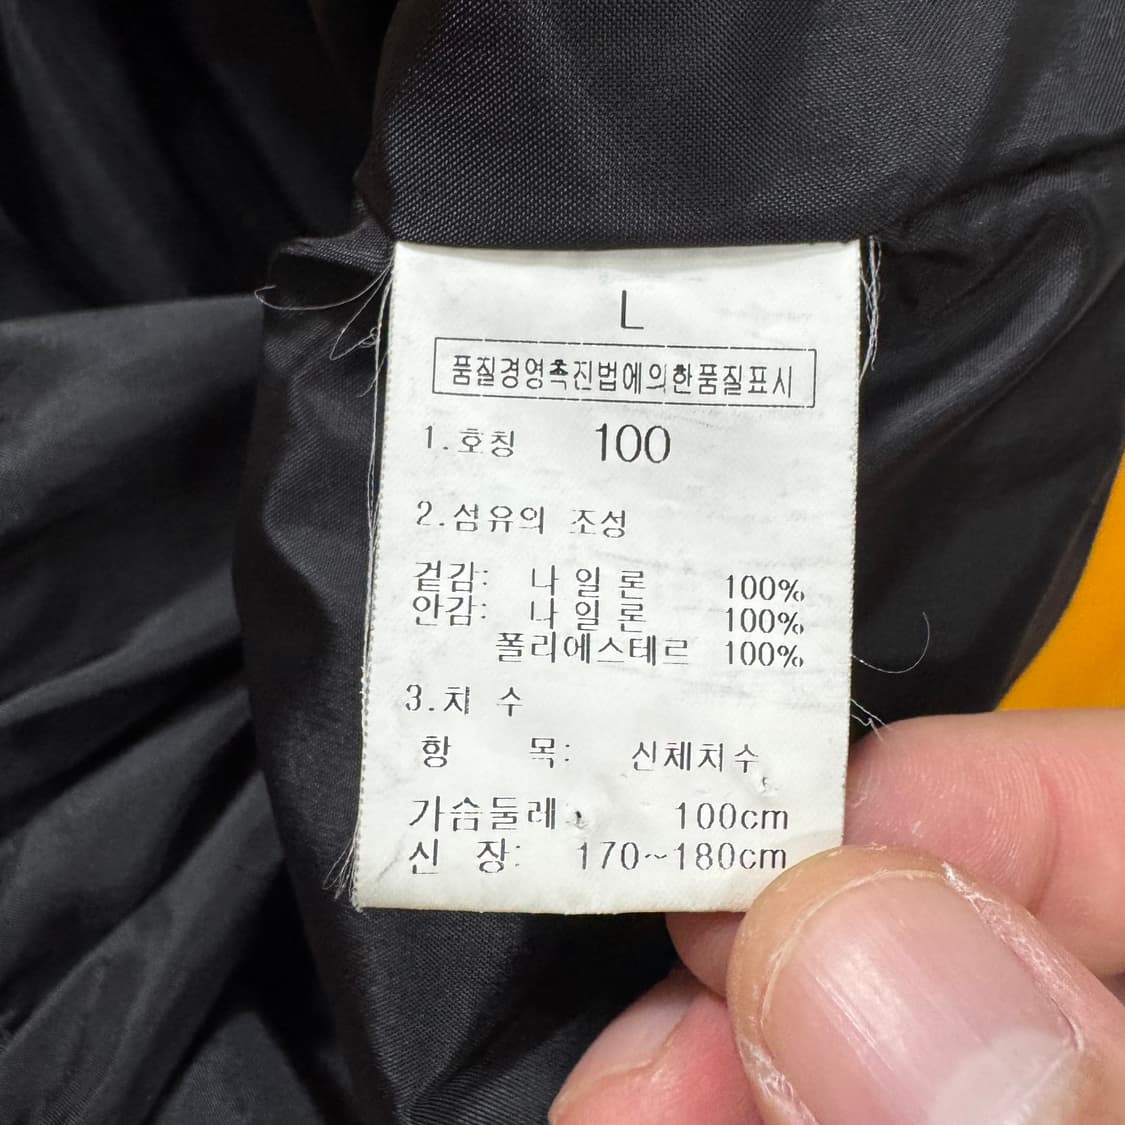 L
품질경영촉진법에의한품질표시
1.호칭 100
2.섬유의 조성
겉감: 나 일 론 100%
안감: 나 일 론 100%
폴리에스테르 100%
3.치 수
항 목: 신체치수
가슴둘레: 100cm
신 장: 170~180cm